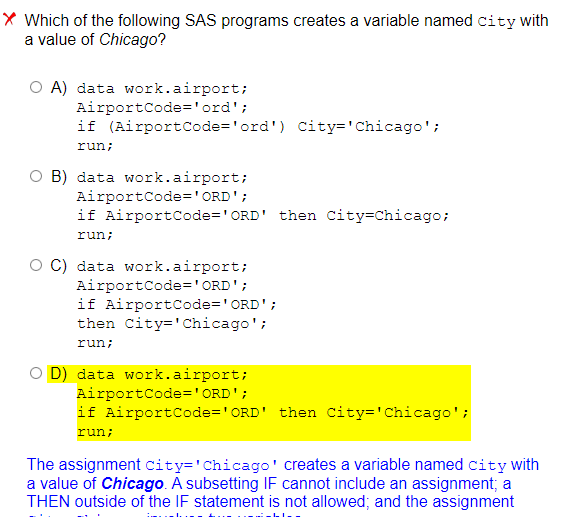 Which of the following SAS programs creates a variable named City with
a value of Chicago?
A) data work.airport;
AirportCode='ord';
if (AirportCode='ord') City='Chicago';
run;
B) data work.airport;
AirportCode='ORD';
if AirportCode='ORD' then City=Chicago;
run;
C) data work.airport;
AirportCode='ORD';
if AirportCode='ORD';
then City='Chicago';
run;
D) data work.airport;
AirportCode='ORD';
if AirportCode='ORD' then City='Chicago';
run;
The assignment City='Chicago' creates a variable named City with
a value of Chicago. A subsetting IF cannot include an assignment; a
THEN outside of the IF statement is not allowed; and the assignment